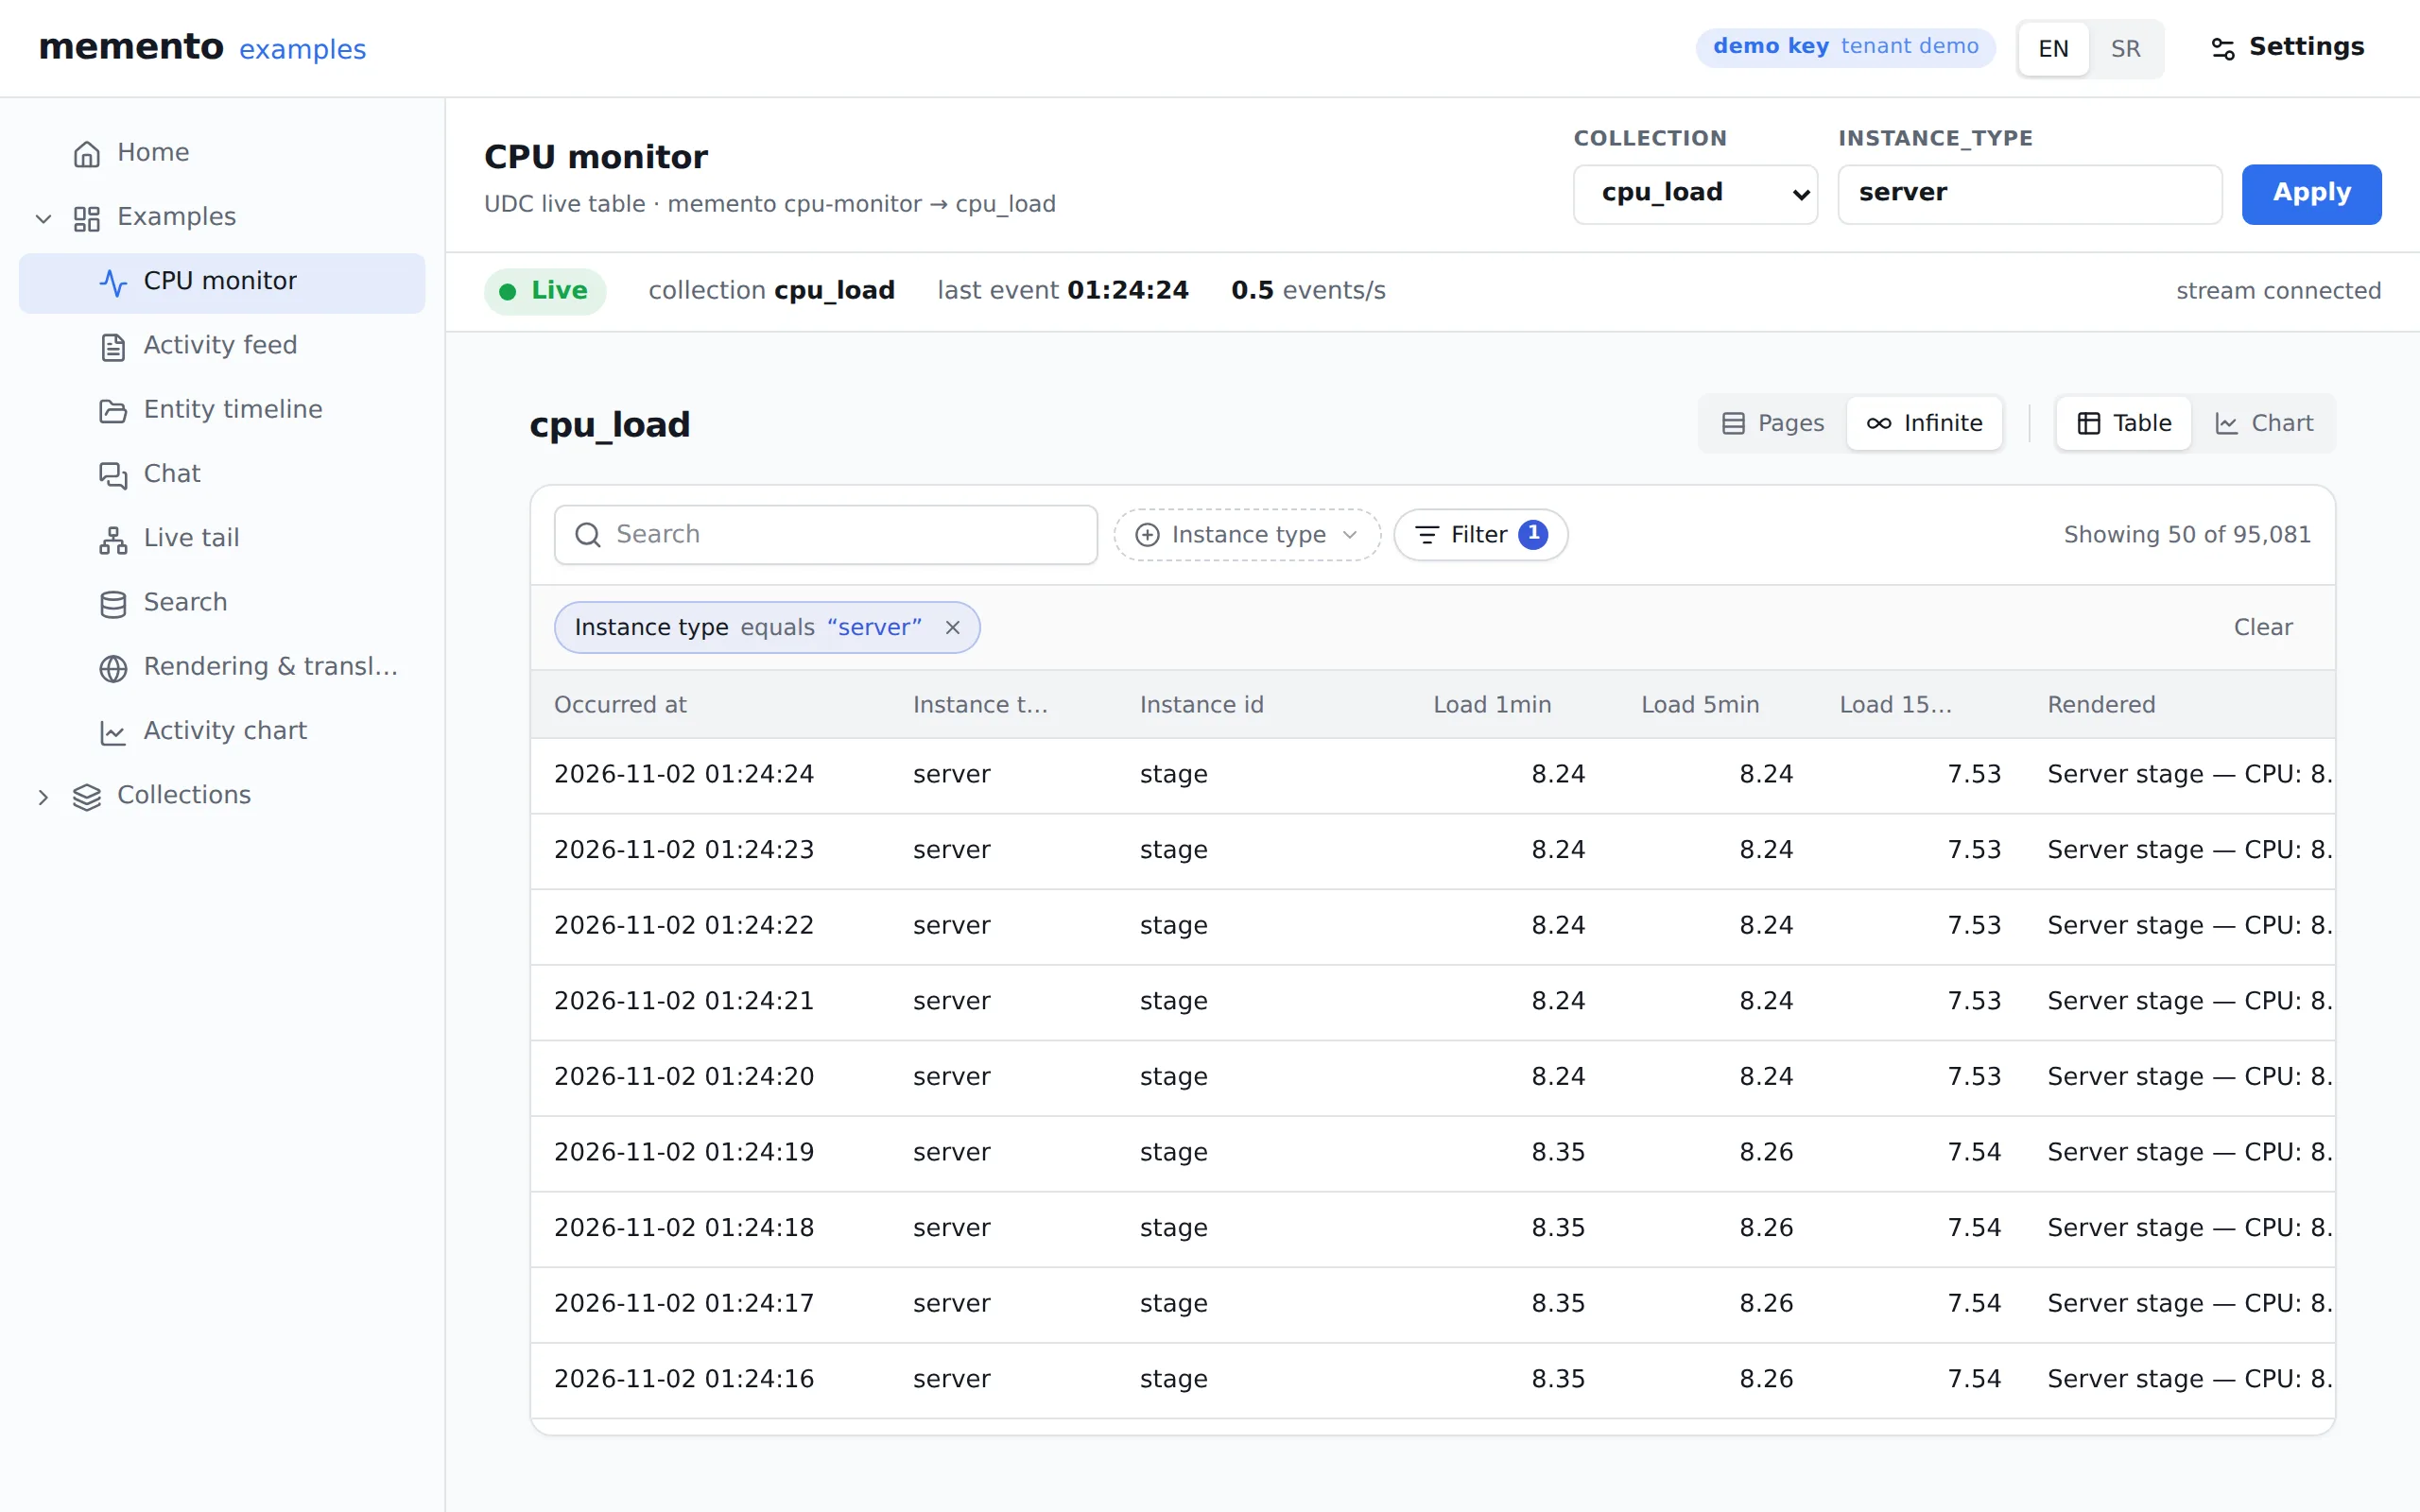 memento examples
demo key tenant demo
EN SR
Settings
Home
Examples
CPU monitor
Activity feed
Entity timeline
Chat
Live tail
Search
Rendering & transl...
Activity chart
Collections
CPU monitor
UDC live table · memento cpu-monitor → cpu_load
COLLECTION INSTANCE_TYPE
cpu_load server Apply
Live collection cpu_load last event 01:24:24 0.5 events/s stream connected
cpu_load
Pages Infinite Table Chart
Search Instance type Filter 1 Showing 50 of 95,081
Instance type equals “server” Clear
Occurred at Instance t... Instance id Load 1min Load 5min Load 15... Rendered
2026-11-02 01:24:24 server stage 8.24 8.24 7.53 Server stage — CPU: 8.
2026-11-02 01:24:23 server stage 8.24 8.24 7.53 Server stage — CPU: 8.
2026-11-02 01:24:22 server stage 8.24 8.24 7.53 Server stage — CPU: 8.
2026-11-02 01:24:21 server stage 8.24 8.24 7.53 Server stage — CPU: 8.
2026-11-02 01:24:20 server stage 8.24 8.24 7.53 Server stage — CPU: 8.
2026-11-02 01:24:19 server stage 8.35 8.26 7.54 Server stage — CPU: 8.
2026-11-02 01:24:18 server stage 8.35 8.26 7.54 Server stage — CPU: 8.
2026-11-02 01:24:17 server stage 8.35 8.26 7.54 Server stage — CPU: 8.
2026-11-02 01:24:16 server stage 8.35 8.26 7.54 Server stage — CPU: 8.